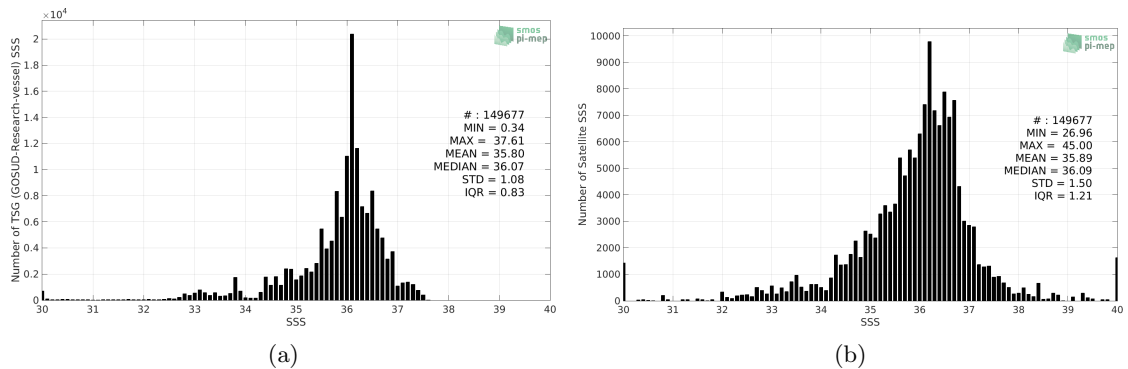 ×10⁴
smos
pi-mep
2
1.8
1.6
1.4
1.2
1
0.8
0.6
0.4
0.2
0
Number of TSG (GOSUD-Research-vessel) SSS
# : 149677
MIN = 0.34
MAX = 37.61
MEAN = 35.80
MEDIAN = 36.07
STD = 1.08
IQR = 0.83
30 31 32 33 34 35 36 37 38 39 40
SSS
(a)
smos
pi-mep
10000
9000
8000
7000
6000
5000
4000
3000
2000
1000
0
Number of Satellite SSS
# : 149677
MIN = 26.96
MAX = 45.00
MEAN = 35.89
MEDIAN = 36.09
STD = 1.50
IQR = 1.21
30 31 32 33 34 35 36 37 38 39 40
SSS
(b)